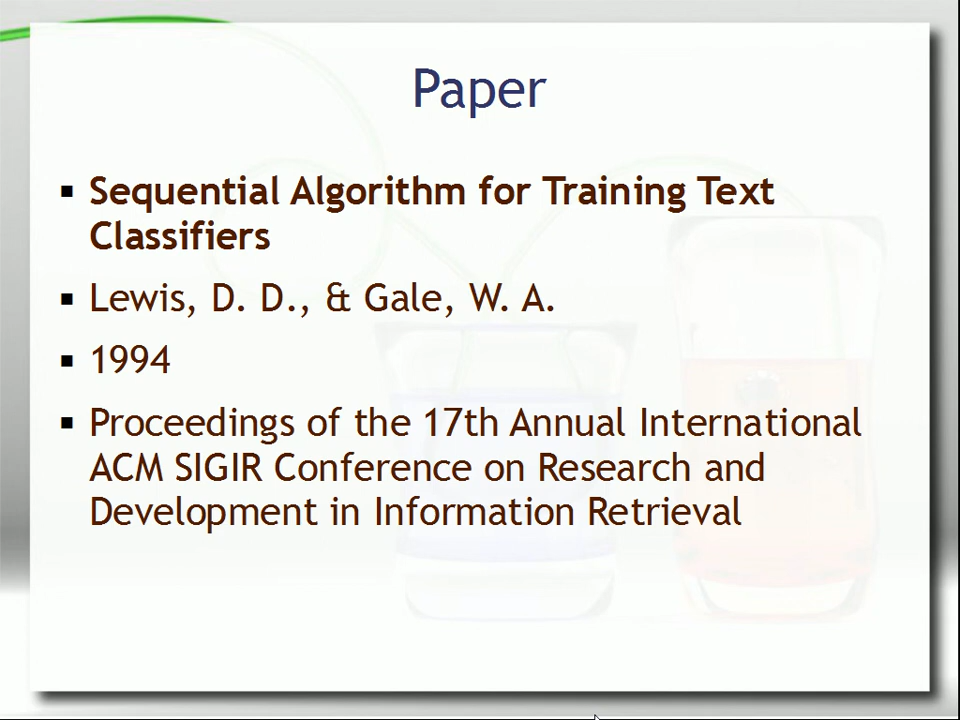 Paper
Sequential Algorithm for Training Text
Classifiers
Lewis, D. D., & Gale, W. A.
1994
Proceedings of the 17th Annual International
ACM SIGIR Conference on Research and
Development in Information Retrieval